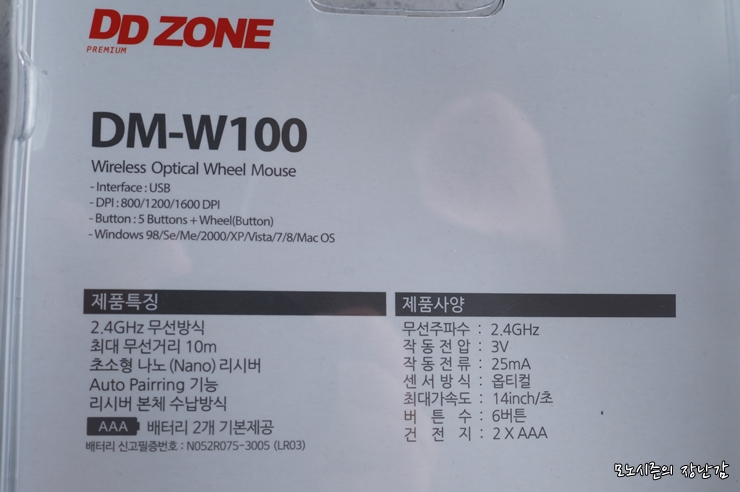 DD ZONE
PREMIUM
DM-W100
Wireless Optical Wheel Mouse
- Interface : USB
- DPI : 800/1200/1600 DPI
- Button : 5 Buttons + Wheel(Button)
- Windows 98/Se/Me/2000/XP/Vista/7/8/Mac OS
제품특징
2.4GHz 무선방식
최대 무선거리 10m
초소형 나노(Nano) 리시버
Auto Pairring 기능
리시버 본체 수납방식
AAA 배터리 2개 기본제공
배터리 신고필증번호 : N052R075-3005 (LR03)
제품사양
무선주파수 : 2.4GHz
작 동 전 압 : 3V
작 동 전 류 : 25mA
센 서 방 식 : 옵티컬
최대가속도 : 14inch/초
버 튼 수 : 6버튼
건 전 지 : 2 X AAA
모노시즌의 장난감